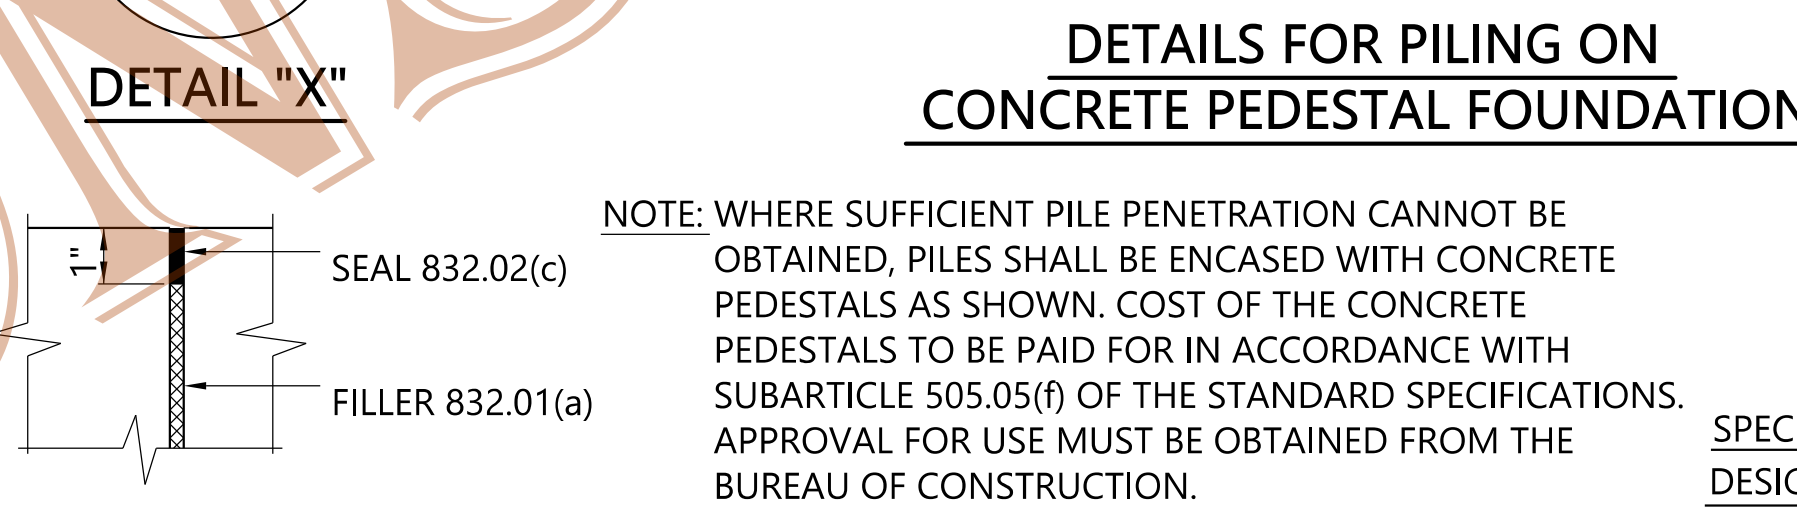 DETAIL "X"
DETAILS FOR PILING ON
CONCRETE PEDESTAL FOUNDATION
1"
SEAL 832.02(c)
FILLER 832.01(a)
NOTE: WHERE SUFFICIENT PILE PENETRATION CANNOT BE
OBTAINED, PILES SHALL BE ENCASED WITH CONCRETE
PEDESTALS AS SHOWN. COST OF THE CONCRETE
PEDESTALS TO BE PAID FOR IN ACCORDANCE WITH
SUBARTICLE 505.05(f) OF THE STANDARD SPECIFICATIONS.
APPROVAL FOR USE MUST BE OBTAINED FROM THE
BUREAU OF CONSTRUCTION.
SPEC